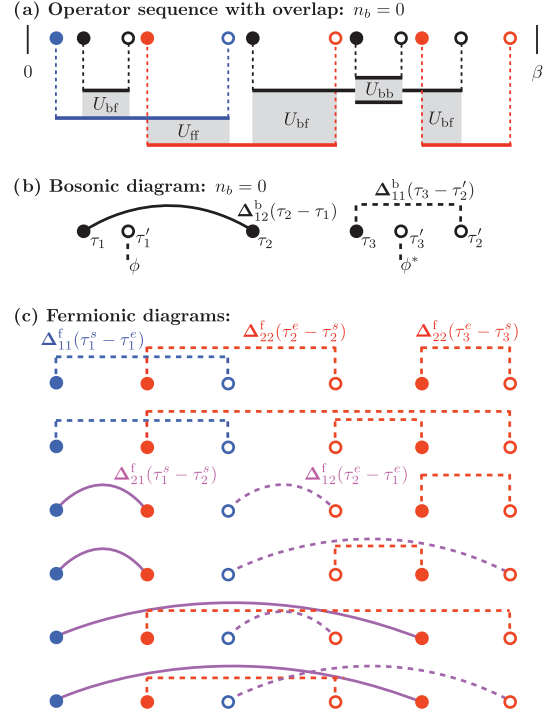 (a) Operator sequence with overlap: n_b = 0
0
β
U_bf
U_ff
U_bf
U_bb
U_bf
(b) Bosonic diagram: n_b = 0
Δ^b_12(τ_2 − τ_1)
Δ^b_11(τ_3 − τ′_2)
τ_1 τ′_1 τ_2 τ_3 τ′_3 τ′_2
ϕ ϕ*
(c) Fermionic diagrams:
Δ^f_11(τ^s_1 − τ^e_1)
Δ^f_22(τ^e_2 − τ^s_2)
Δ^f_22(τ^e_3 − τ^s_3)
Δ^f_21(τ^s_1 − τ^s_2)
Δ^f_12(τ^e_2 − τ^e_1)